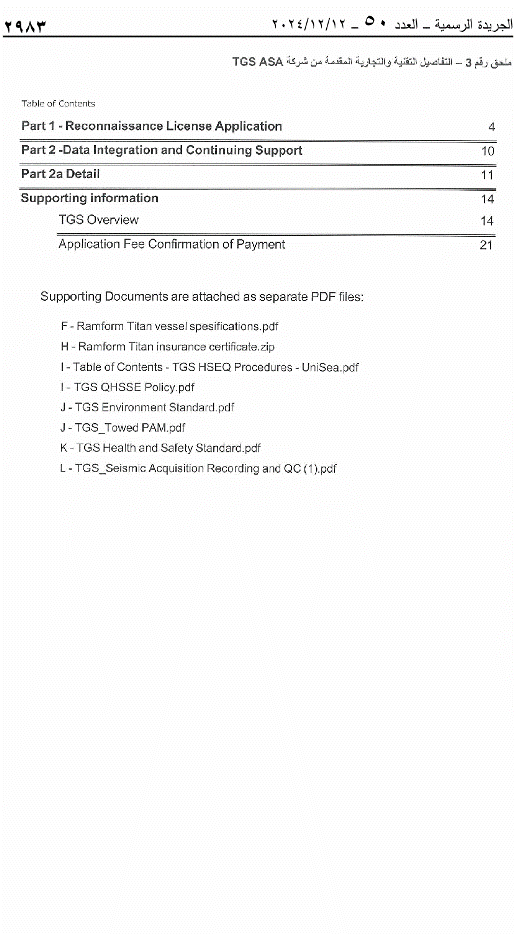 الجريدة الرسمية – العدد ٥٠ – ٢٠٢٤/١٢/١٢ ٢٩٨٣
ملحق رقم 3 – التفاصيل التقنية والتجارية المقدمة من شركة TGS ASA
Table of Contents
Part 1 - Reconnaissance License Application 4
Part 2 -Data Integration and Continuing Support 10
Part 2a Detail 11
Supporting information 14
TGS Overview 14
Application Fee Confirmation of Payment 21
Supporting Documents are attached as separate PDF files:
F - Ramform Titan vessel spesifications.pdf
H - Ramform Titan insurance certificate.zip
I - Table of Contents - TGS HSEQ Procedures - UniSea.pdf
I - TGS QHSSE Policy.pdf
J - TGS Environment Standard.pdf
J - TGS_Towed PAM.pdf
K - TGS Health and Safety Standard.pdf
L - TGS_Seismic Acquisition Recording and QC (1).pdf